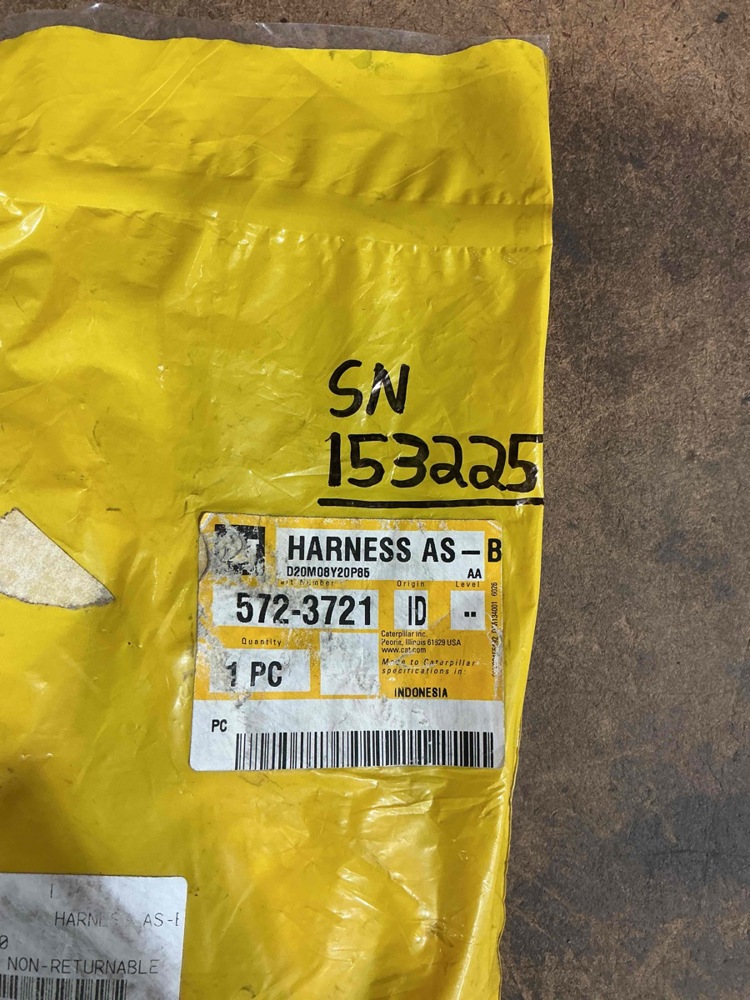 SN
153225
HARNESS AS-B
D20M08Y20P85
AA
Number
Origin
Level
572-3721
ID
--
Quantity
Caterpillar Inc.
Peoria, Illinois 61629 USA
www.cat.com
1 PC
Made to Caterpillar
specifications in:
INDONESIA
PC
HARNESS AS-B
NON-RETURNABLE